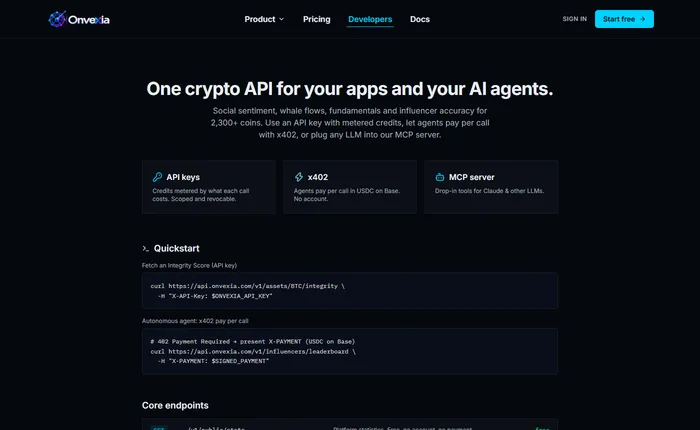 Onvexia
Product
Pricing
Developers
Docs
SIGN IN
Start free →
One crypto API for your apps and your AI agents.
Social sentiment, whale flows, fundamentals and influencer accuracy for
2,300+ coins. Use an API key with metered credits, let agents pay per call
with x402, or plug any LLM into our MCP server.
API keys
Credits metered by what each call
costs. Scoped and revocable.
x402
Agents pay per call in USDC on Base.
No account.
MCP server
Drop-in tools for Claude & other LLMs.
Quickstart
Fetch an Integrity Score (API key)
curl https://api.onvexia.com/v1/assets/BTC/integrity \
-H "X-API-Key: $ONVEXIA_API_KEY"
Autonomous agent: x402 pay per call
# 402 Payment Required → present X-PAYMENT (USDC on Base)
curl https://api.onvexia.com/v1/influencers/leaderboard \
-H "X-PAYMENT: $SIGNED_PAYMENT"
Core endpoints